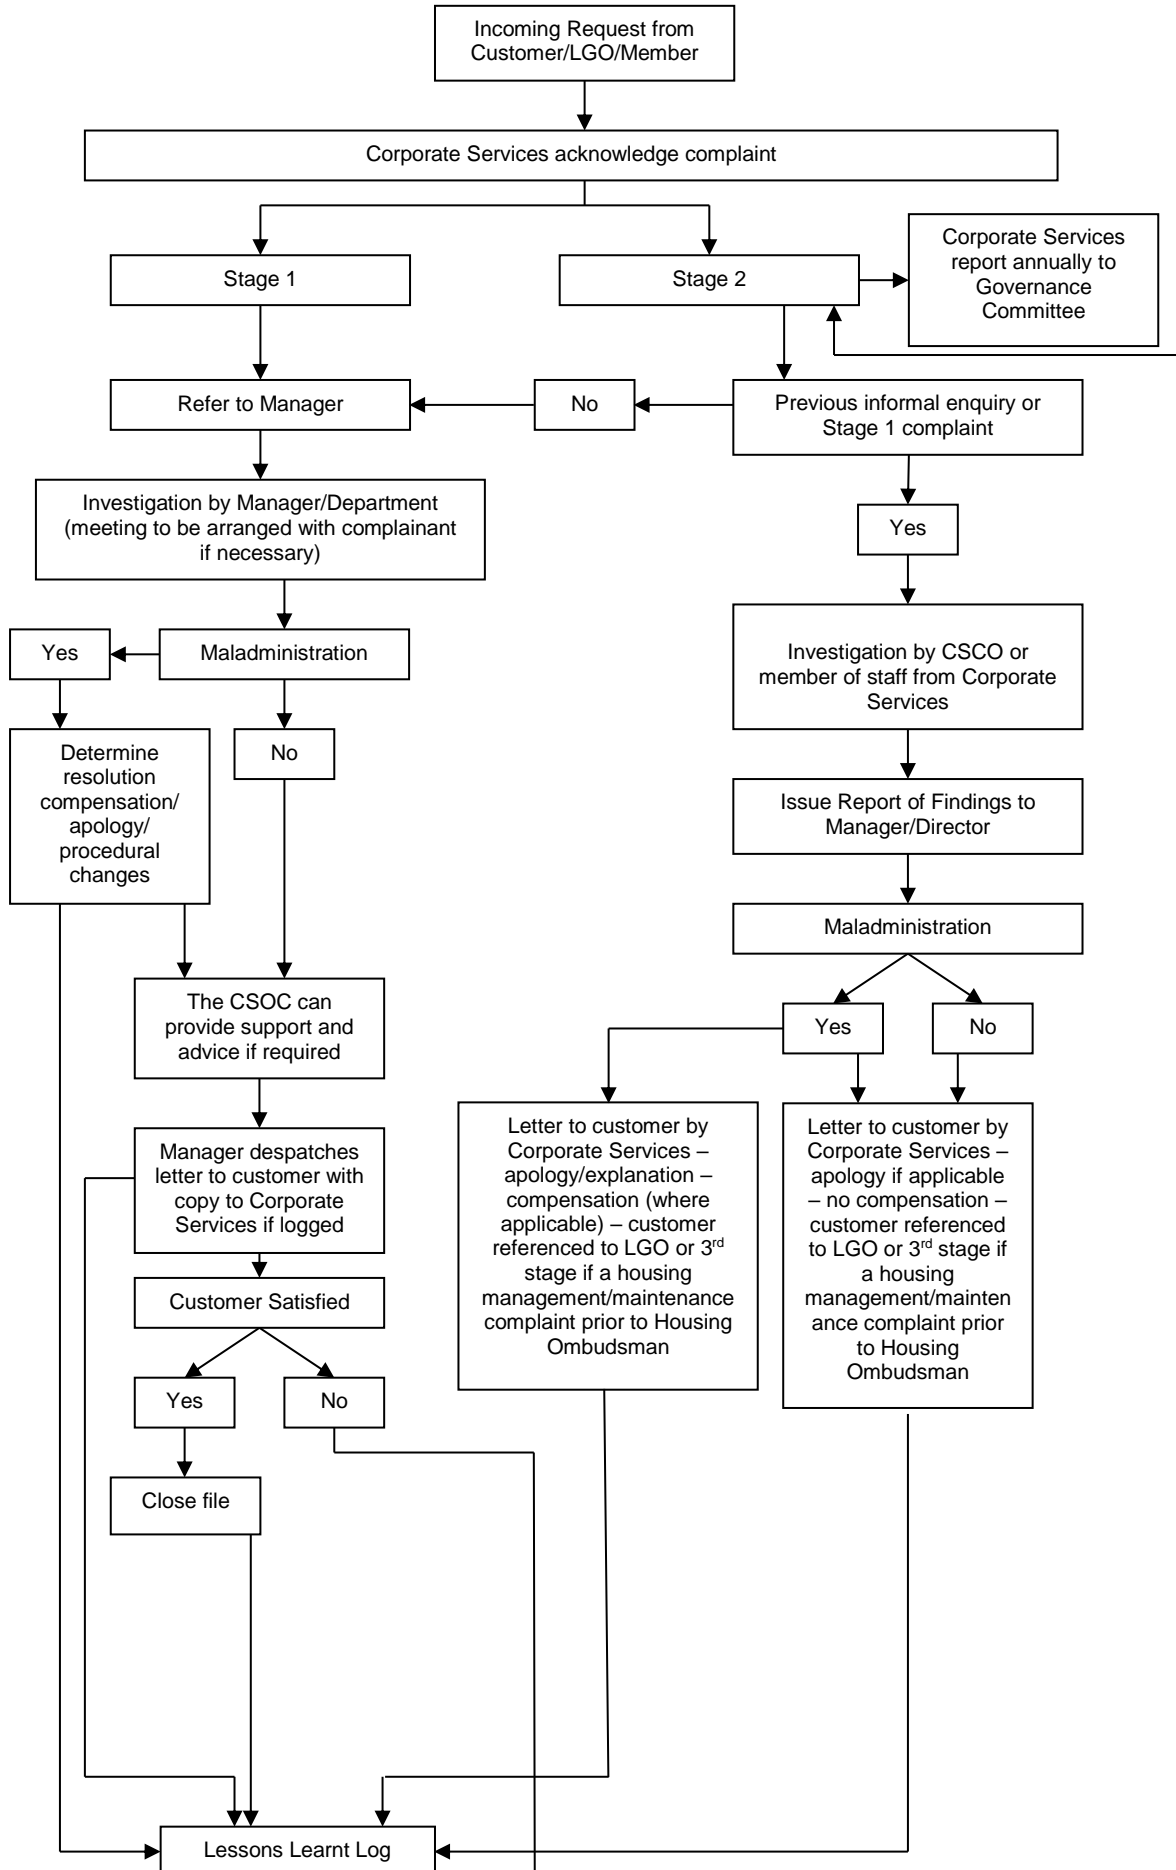 Incoming Request from
Customer/LGO/Member
Corporate Services acknowledge complaint
Stage 1
Stage 2
Corporate Services
report annually to
Governance
Committee
Refer to Manager
No
Previous informal enquiry or
Stage 1 complaint
Investigation by Manager/Department
(meeting to be arranged with complainant
if necessary)
Yes
Yes
Maladministration
Investigation by CSCO or
member of staff from Corporate
Services
Determine
resolution
compensation/
apology/
procedural
changes
No
Issue Report of Findings to
Manager/Director
Maladministration
The CSOC can
provide support and
advice if required
Yes
No
Manager despatches
letter to customer with
copy to Corporate
Services if logged
Letter to customer by
Corporate Services –
apology/explanation –
compensation (where
applicable) – customer
referenced to LGO or 3rd
stage if a housing
management/maintenance
complaint prior to Housing
Ombudsman
Letter to customer by
Corporate Services –
apology if applicable
– no compensation –
customer referenced
to LGO or 3rd stage if
a housing
management/mainten
ance complaint prior
to Housing
Ombudsman
Customer Satisfied
Yes
No
Close file
Lessons Learnt Log